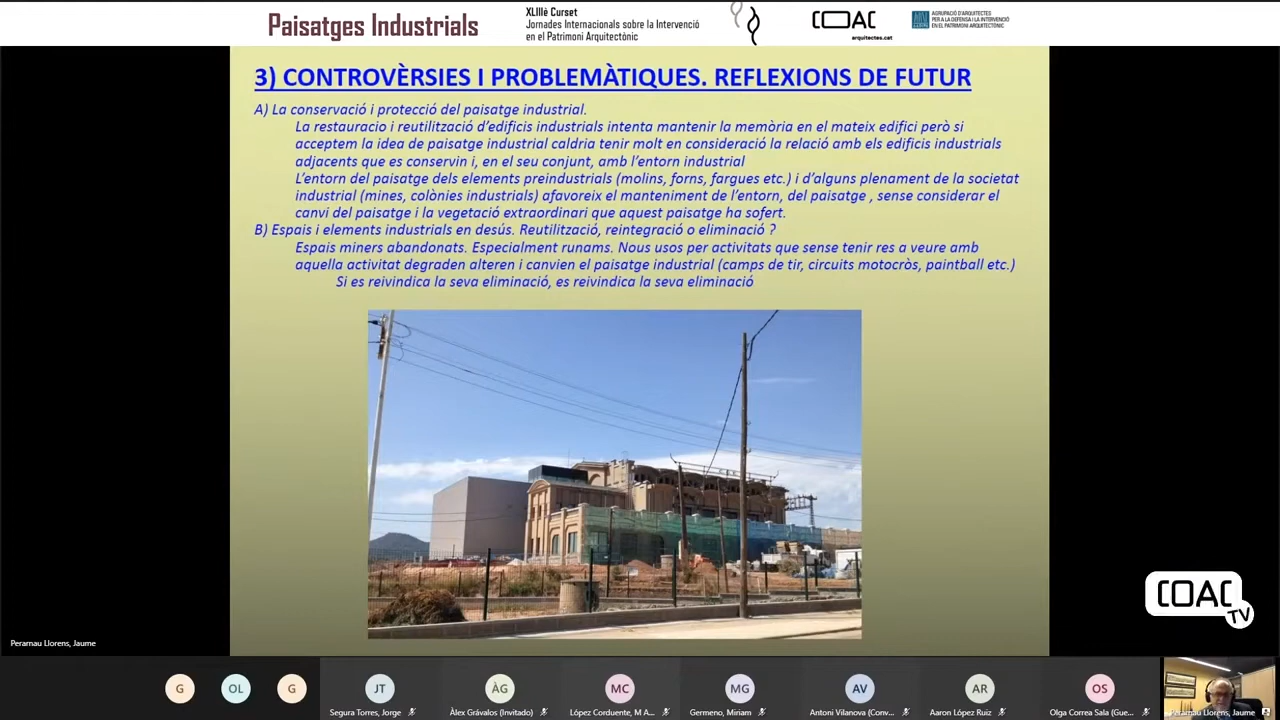 Paisatges Industrials
XLIIIè Curset
Jornades Internacionals sobre la Intervenció
en el Patrimoni Arquitectònic
COAC
arquitectes.cat
AGRUPACIÓ D'ARQUITECTES
PER A LA DEFENSA I LA INTERVENCIÓ
EN EL PATRIMONI ARQUITECTÒNIC
3) CONTROVÈRSIES I PROBLEMÀTIQUES. REFLEXIONS DE FUTUR
A) La conservació i protecció del paisatge industrial.
La restauracio i reutilització d'edificis industrials intenta mantenir la memòria en el mateix edifici però si
acceptem la idea de paisatge industrial caldria tenir molt en consideració la relació amb els edificis industrials
adjacents que es conservin i, en el seu conjunt, amb l'entorn industrial
L'entorn del paisatge dels elements preindustrials (molins, forns, fargues etc.) i d'alguns plenament de la societat
industrial (mines, colònies industrials) afavoreix el manteniment de l'entorn, del paisatge , sense considerar el
canvi del paisatge i la vegetació extraordinari que aquest paisatge ha sofert.
B) Espais i elements industrials en desús. Reutilització, reintegració o eliminació ?
Espais miners abandonats. Especialment runams. Nous usos per activitats que sense tenir res a veure amb
aquella activitat degraden alteren i canvien el paisatge industrial (camps de tir, circuits motocròs, paintball etc.)
Si es reivindica la seva eliminació, es reivindica la seva eliminació
COAC
TV
Perarnau Llorens, Jaume
G
OL
G
JT
ÀG
MC
MG
AV
AR
OS
Segura Torres, Jorge
Àlex Grávalos (Invitado)
López Corduente, M A...
Germeno, Miriam
Antoni Vilanova (Conv...
Aaron López Ruiz
Olga Correa Sala (Gue...
Perarnau Llorens, Jaume